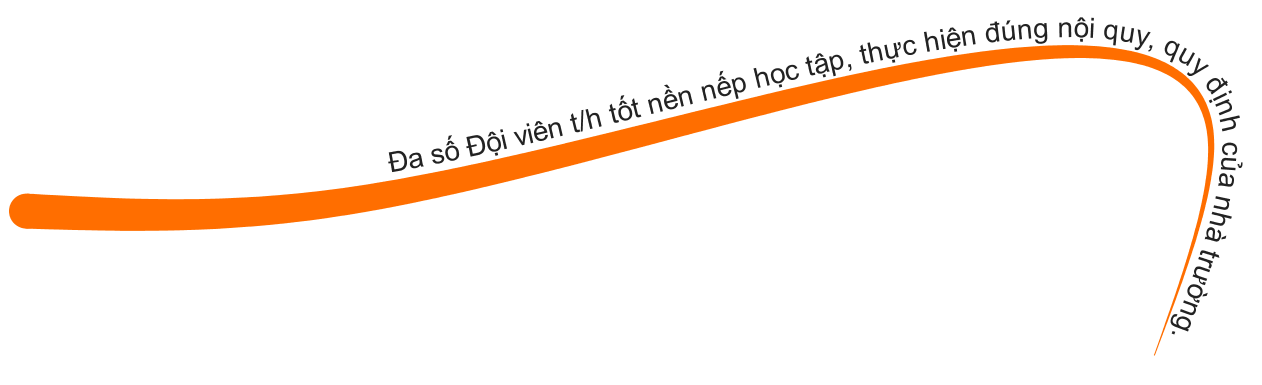 Đa số Đội viên t/h tốt nền nếp học tập, thực hiện đúng nội quy, quy định của nhà trường.